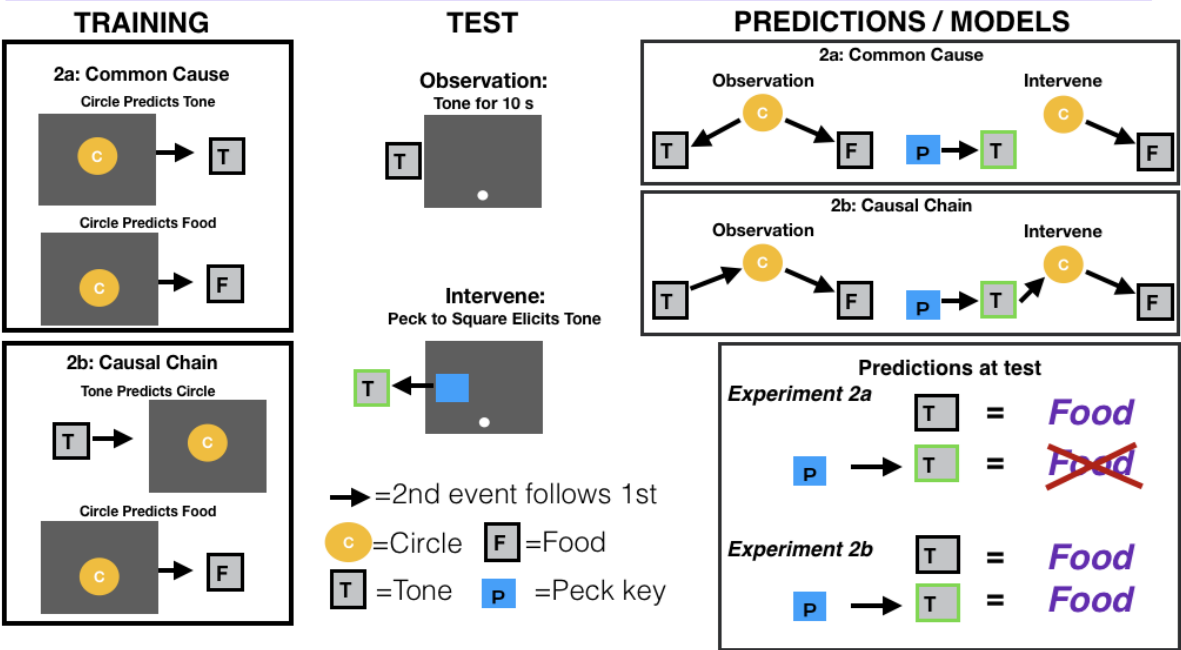 TRAINING
2a: Common Cause
Circle Predicts Tone
C
T
Circle Predicts Food
C
F
2b: Causal Chain
Tone Predicts Circle
T
C
Circle Predicts Food
C
F
TEST
Observation:
Tone for 10 s
T
Intervene:
Peck to Square Elicits Tone
T
=2nd event follows 1st
C =Circle F =Food
T =Tone P =Peck key
PREDICTIONS / MODELS
2a: Common Cause
Observation Intervene
C C
T F P T F
2b: Causal Chain
Observation Intervene
C C
T F P T F
Predictions at test
Experiment 2a
T = Food
P T = Food
Experiment 2b
T = Food
P T = Food